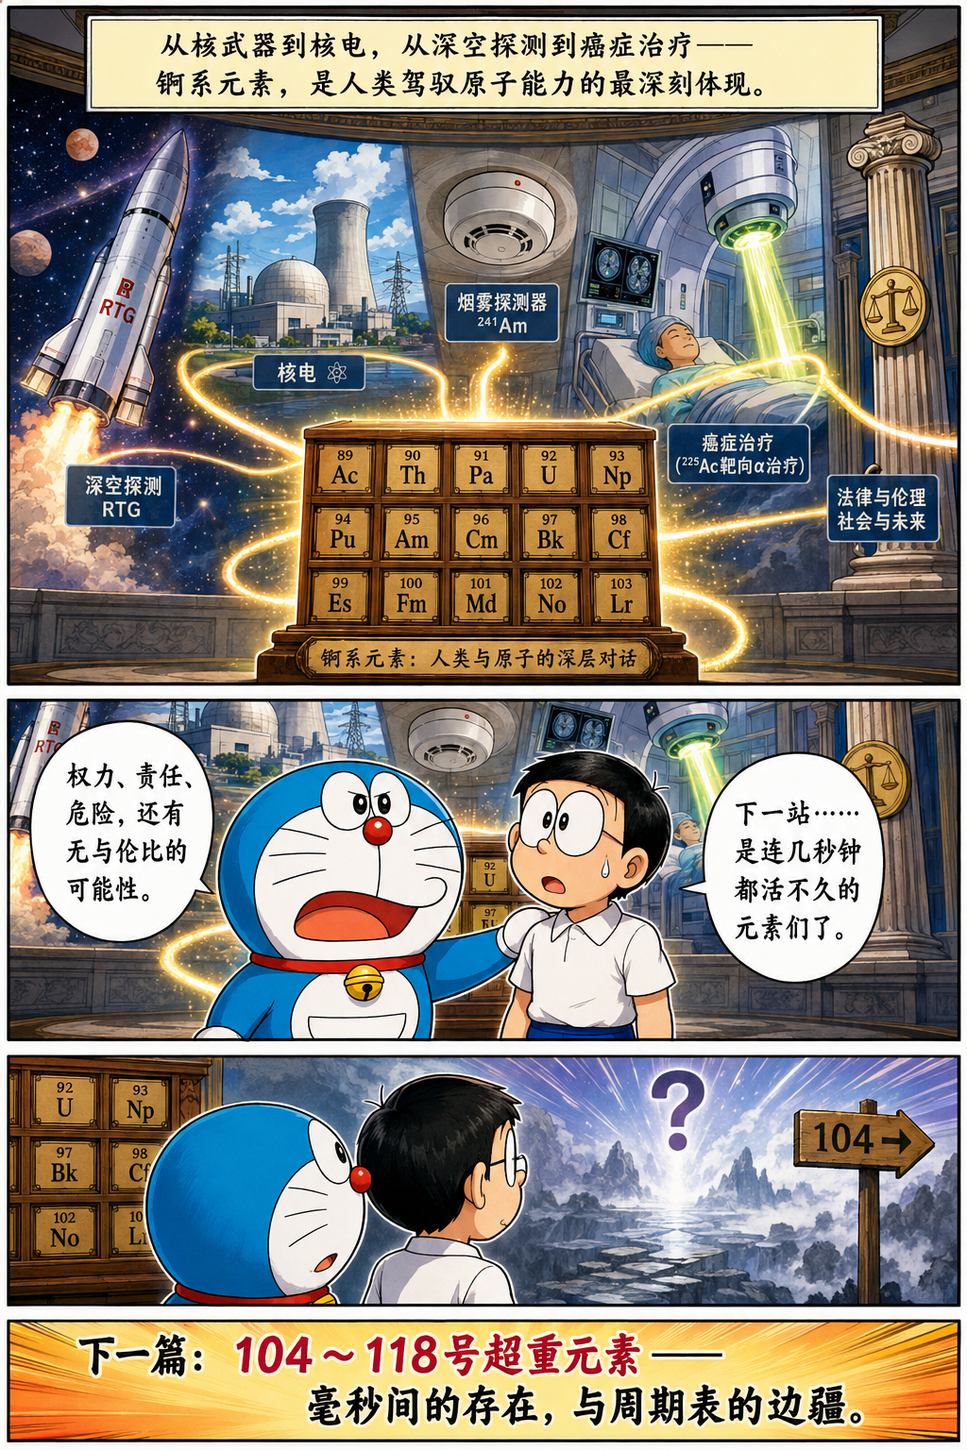 从核武器到核电，从深空探测到癌症治疗——
锕系元素，是人类驾驭原子能力的最深刻体现。
RTG
烟雾探测器
²⁴¹Am
核电
深空探测
RTG
癌症治疗
(²²⁵Ac靶向α治疗)
法律与伦理
社会与未来
89 90 91 92 93
Ac Th Pa U Np
94 95 96 97 98
Pu Am Cm Bk Cf
99 100 101 102 103
Es Fm Md No Lr
锕系元素：人类与原子的深层对话
RTG
权力、责任、
危险，还有
无与伦比的
可能性。
下一站……
是连几秒钟
都活不久的
元素们了。
92
U
97
92 93
U Np
97 98
Bk Cf
102
No
?
104→
下一篇：104～118号超重元素——
毫秒间的存在，与周期表的边疆。